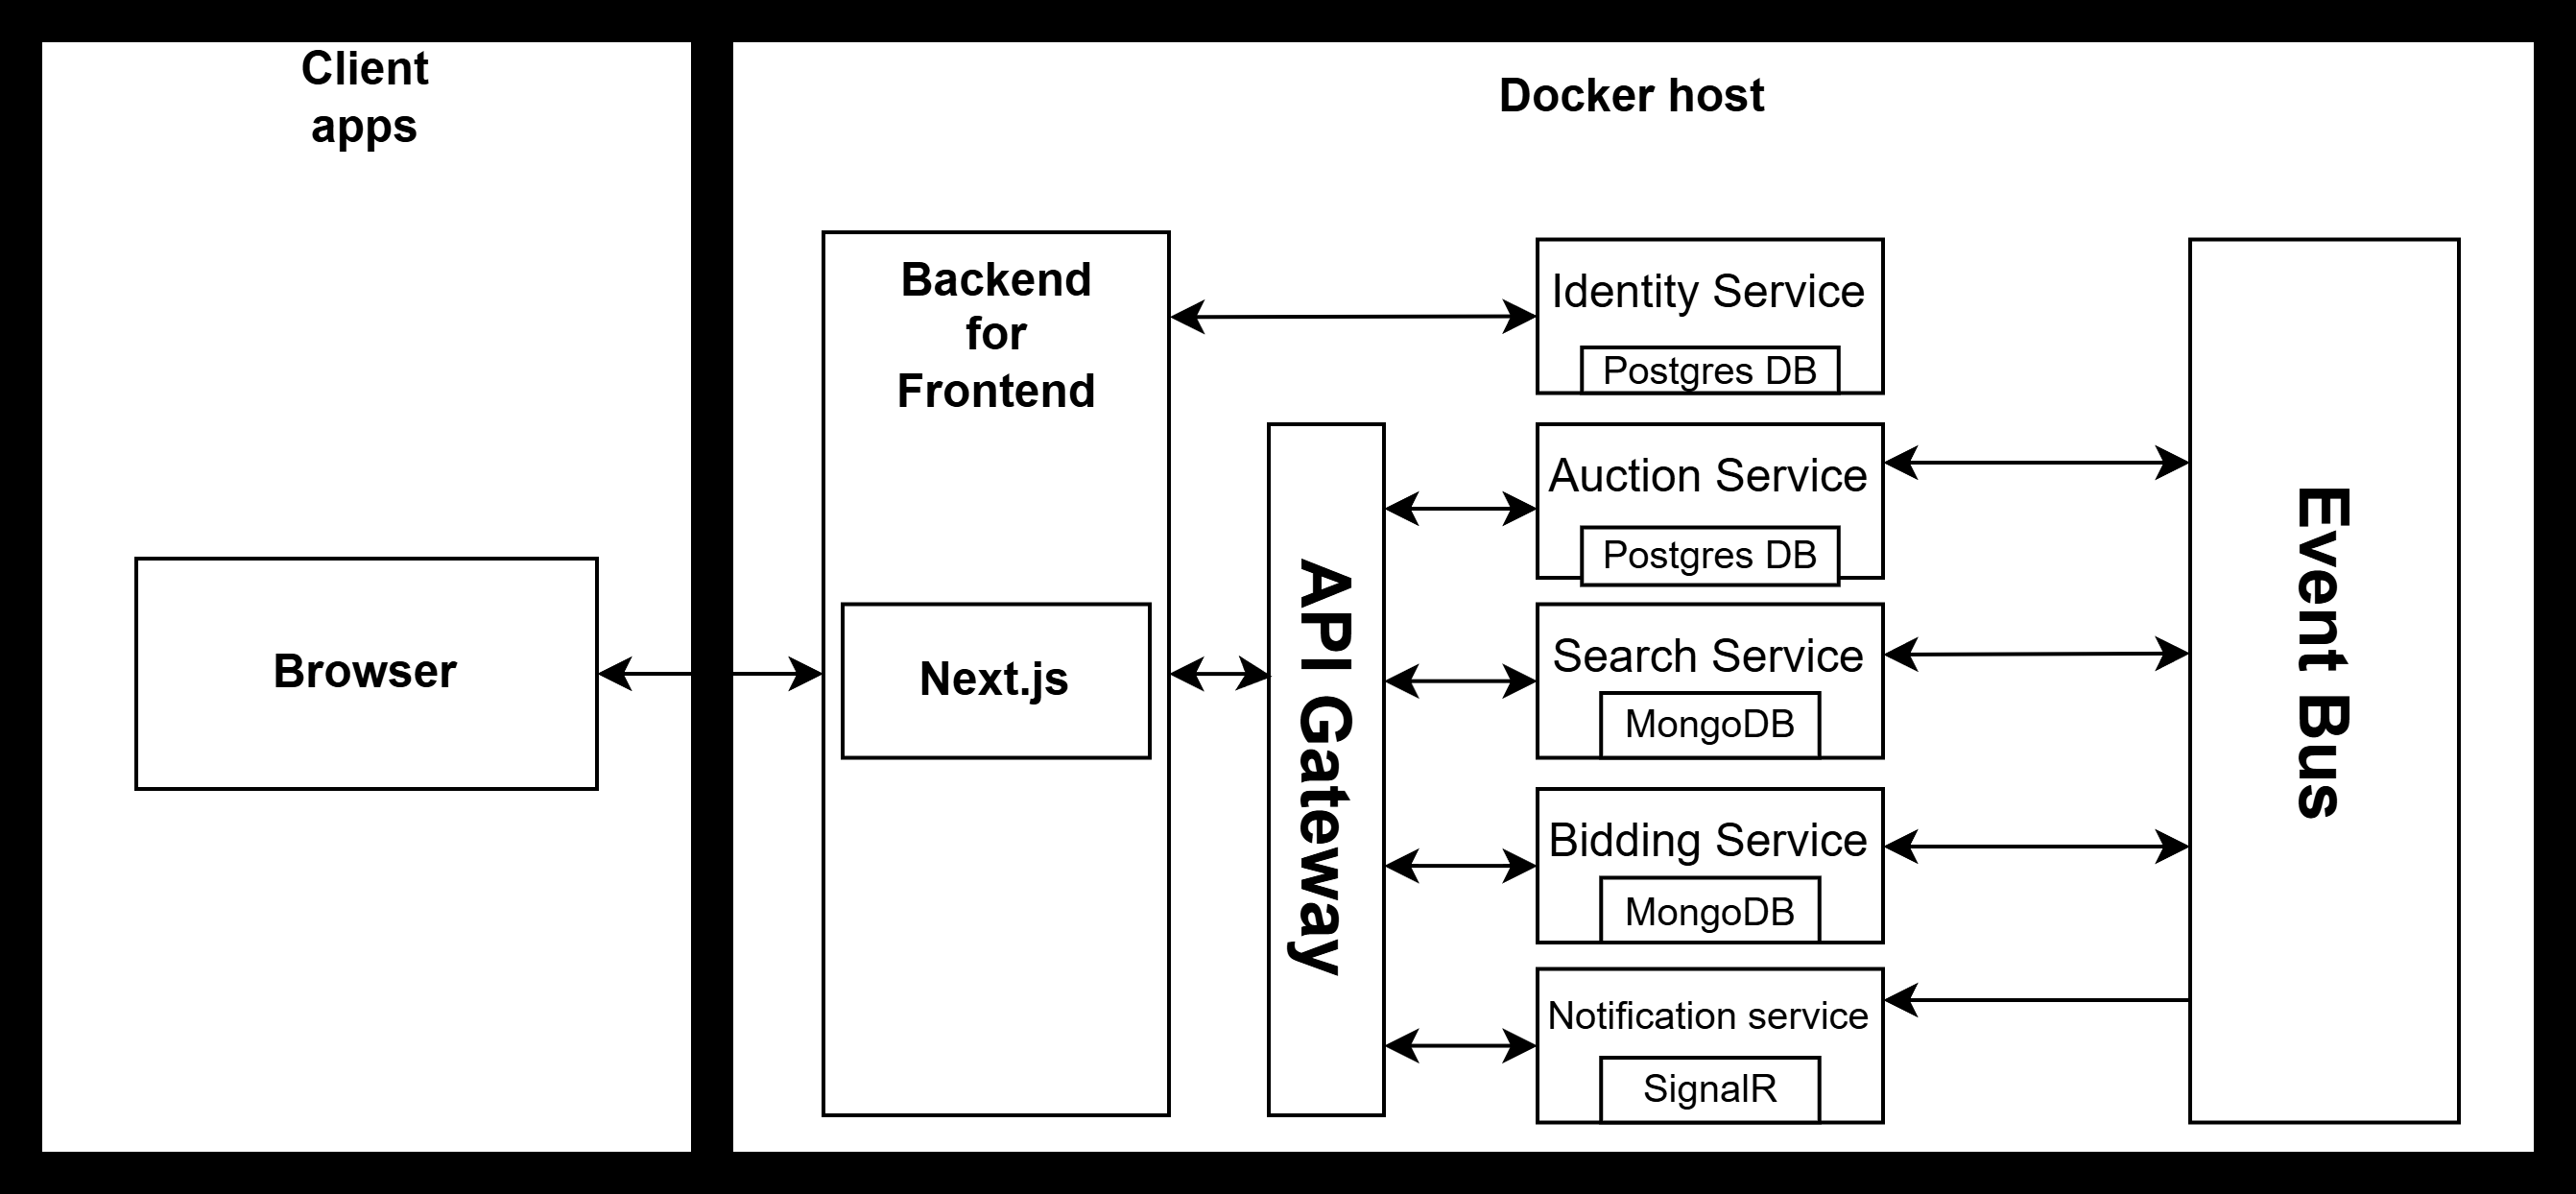 Client
apps
Docker host
Browser
Backend
for
Frontend
Next.js
API Gateway
Identity Service
Postgres DB
Auction Service
Postgres DB
Search Service
MongoDB
Bidding Service
MongoDB
Notification service
SignalR
Event Bus